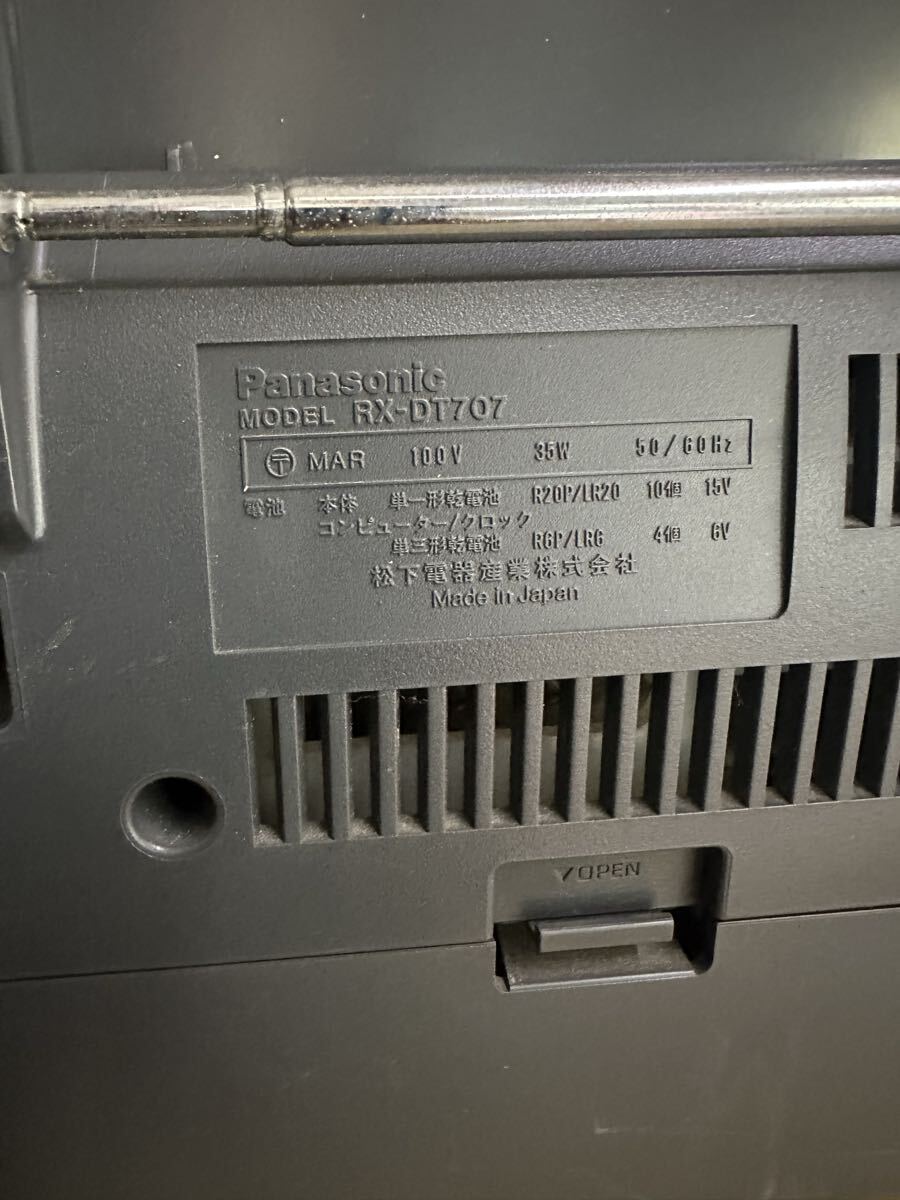 Panasonic
MODEL RX-DT707
〒 MAR 100V 35W 50/60Hz
電池 本体 単一形乾電池 R20P/LR20 10個 15V
コンピューター/クロック
単三形乾電池 R6P/LR6 4個 6V
松下電器産業株式会社
Made in Japan
▽OPEN